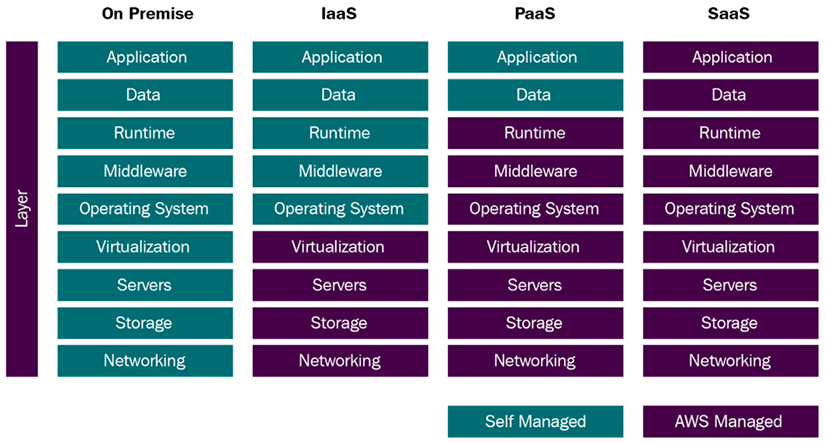 On Premise IaaS PaaS SaaS
Application Application Application Application
Data Data Data Data
Runtime Runtime Runtime Runtime
Middleware Middleware Middleware Middleware
Operating System Operating System Operating System Operating System
Virtualization Virtualization Virtualization Virtualization
Servers Servers Servers Servers
Storage Storage Storage Storage
Networking Networking Networking Networking
Layer
Self Managed AWS Managed